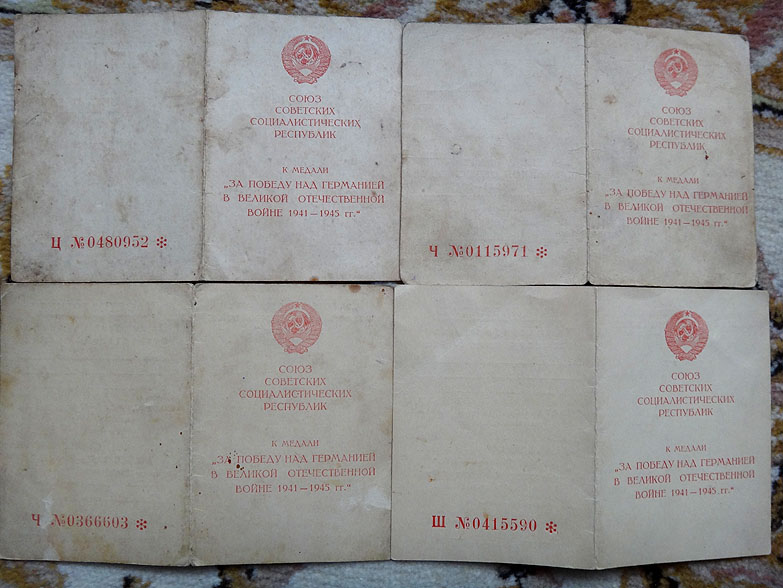 СОЮЗ
СОВЕТСКИХ
СОЦИАЛИСТИЧЕСКИХ
РЕСПУБЛИК
К МЕДАЛИ
„ЗА ПОБЕДУ НАД ГЕРМАНИЕЙ
В ВЕЛИКОЙ ОТЕЧЕСТВЕННОЙ
ВОЙНЕ 1941—1945 гг.“
Ц №0480952 *
СОЮЗ
СОВЕТСКИХ
СОЦИАЛИСТИЧЕСКИХ
РЕСПУБЛИК
К МЕДАЛИ
„ЗА ПОБЕДУ НАД ГЕРМАНИЕЙ
В ВЕЛИКОЙ ОТЕЧЕСТВЕННОЙ
ВОЙНЕ 1941—1945 гг.“
Ч №0115971 *
СОЮЗ
СОВЕТСКИХ
СОЦИАЛИСТИЧЕСКИХ
РЕСПУБЛИК
К МЕДАЛИ
„ЗА ПОБЕДУ НАД ГЕРМАНИЕЙ
В ВЕЛИКОЙ ОТЕЧЕСТВЕННОЙ
ВОЙНЕ 1941—1945 гг.“
Ч №0366603 *
СОЮЗ
СОВЕТСКИХ
СОЦИАЛИСТИЧЕСКИХ
РЕСПУБЛИК
К МЕДАЛИ
„ЗА ПОБЕДУ НАД ГЕРМАНИЕЙ
В ВЕЛИКОЙ ОТЕЧЕСТВЕННОЙ
ВОЙНЕ 1941—1945 гг.“
Ш №0415590 *